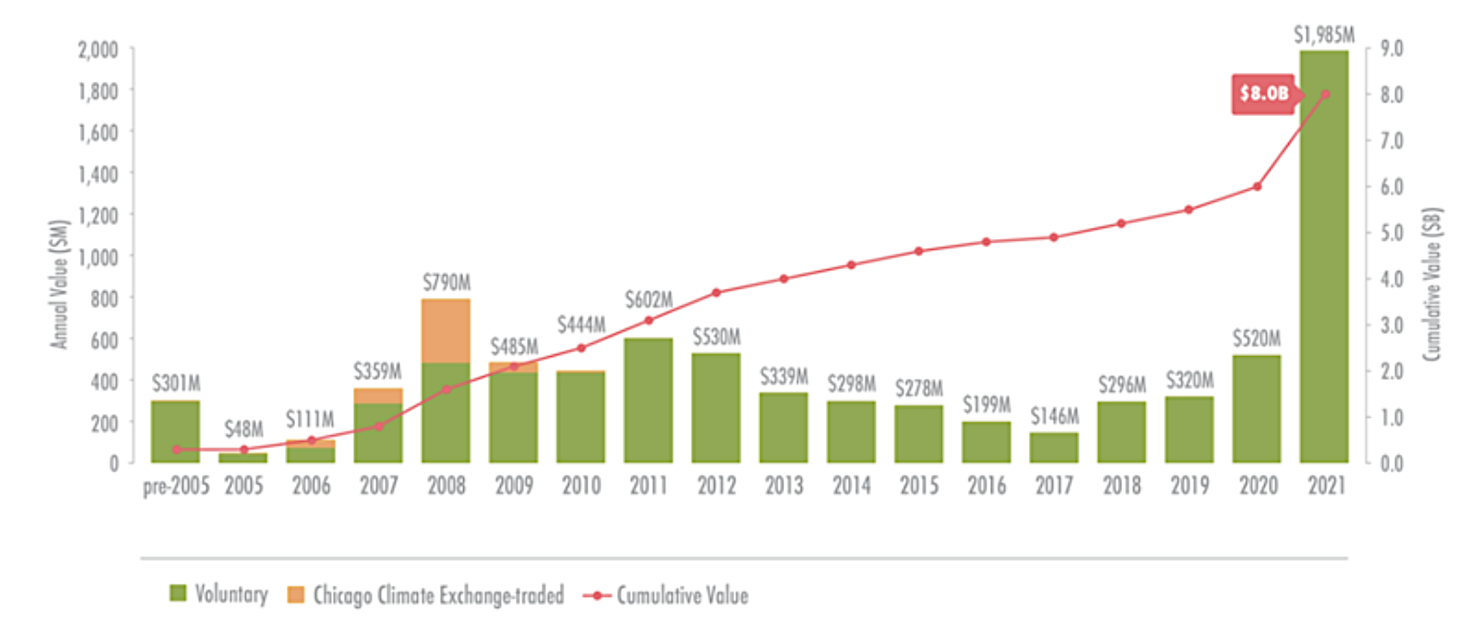 $1,985M
2,000
9.0
1,800
$8.0B
8.0
1,600
7.0
1,400
6.0
1,200
5.0
1,000
4.0
800
3.0
600
2.0
400
1.0
200
0
0.0
Annual Value ($M)
Cumulative Value ($B)
$301M
$48M
$111M
$359M
$790M
$485M
$444M
$602M
$530M
$339M
$298M
$278M
$199M
$146M
$296M
$320M
$520M
pre-2005 2005 2006 2007 2008 2009 2010 2011 2012 2013 2014 2015 2016 2017 2018 2019 2020 2021
Voluntary Chicago Climate Exchange-traded Cumulative Value